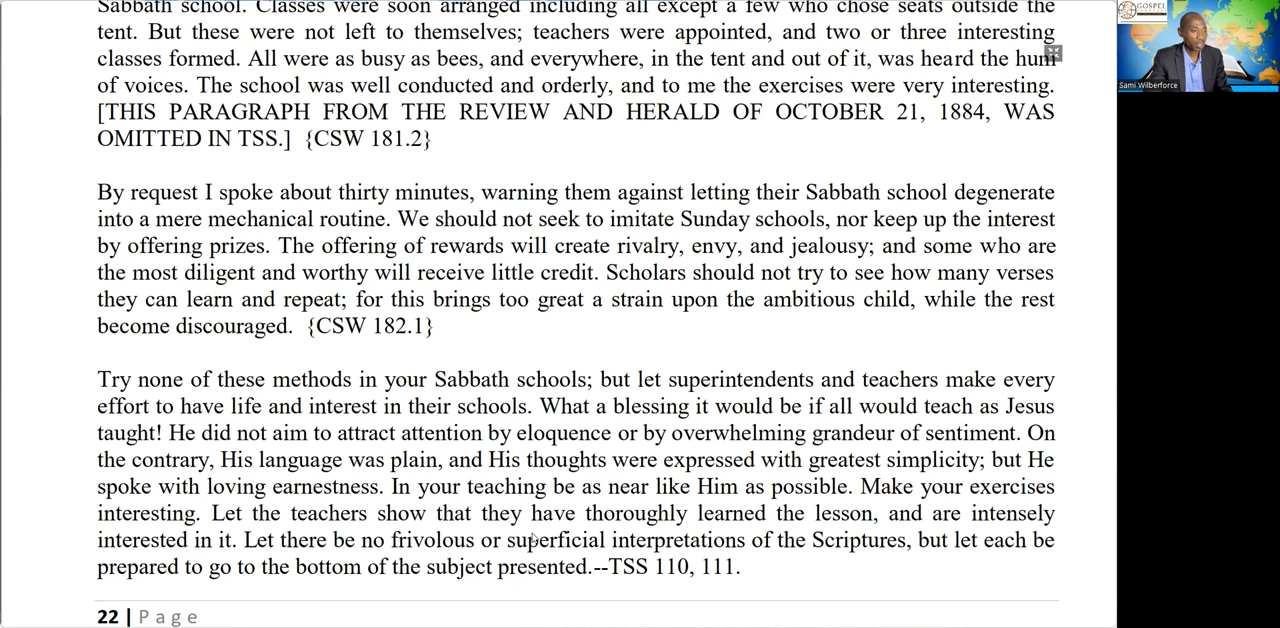 Sabbath school. Classes were soon arranged including all except a few who chose seats outside the
tent. But these were not left to themselves; teachers were appointed, and two or three interesting
classes formed. All were as busy as bees, and everywhere, in the tent and out of it, was heard the hum
of voices. The school was well conducted and orderly, and to me the exercises were very interesting.
[THIS PARAGRAPH FROM THE REVIEW AND HERALD OF OCTOBER 21, 1884, WAS
OMITTED IN TSS.] {CSW 181.2}
By request I spoke about thirty minutes, warning them against letting their Sabbath school degenerate
into a mere mechanical routine. We should not seek to imitate Sunday schools, nor keep up the interest
by offering prizes. The offering of rewards will create rivalry, envy, and jealousy; and some who are
the most diligent and worthy will receive little credit. Scholars should not try to see how many verses
they can learn and repeat; for this brings too great a strain upon the ambitious child, while the rest
become discouraged. {CSW 182.1}
Try none of these methods in your Sabbath schools; but let superintendents and teachers make every
effort to have life and interest in their schools. What a blessing it would be if all would teach as Jesus
taught! He did not aim to attract attention by eloquence or by overwhelming grandeur of sentiment. On
the contrary, His language was plain, and His thoughts were expressed with greatest simplicity; but He
spoke with loving earnestness. In your teaching be as near like Him as possible. Make your exercises
interesting. Let the teachers show that they have thoroughly learned the lesson, and are intensely
interested in it. Let there be no frivolous or superficial interpretations of the Scriptures, but let each be
prepared to go to the bottom of the subject presented.--TSS 110, 111.
22 | Page
GOSPEL
Sami Wilberforce